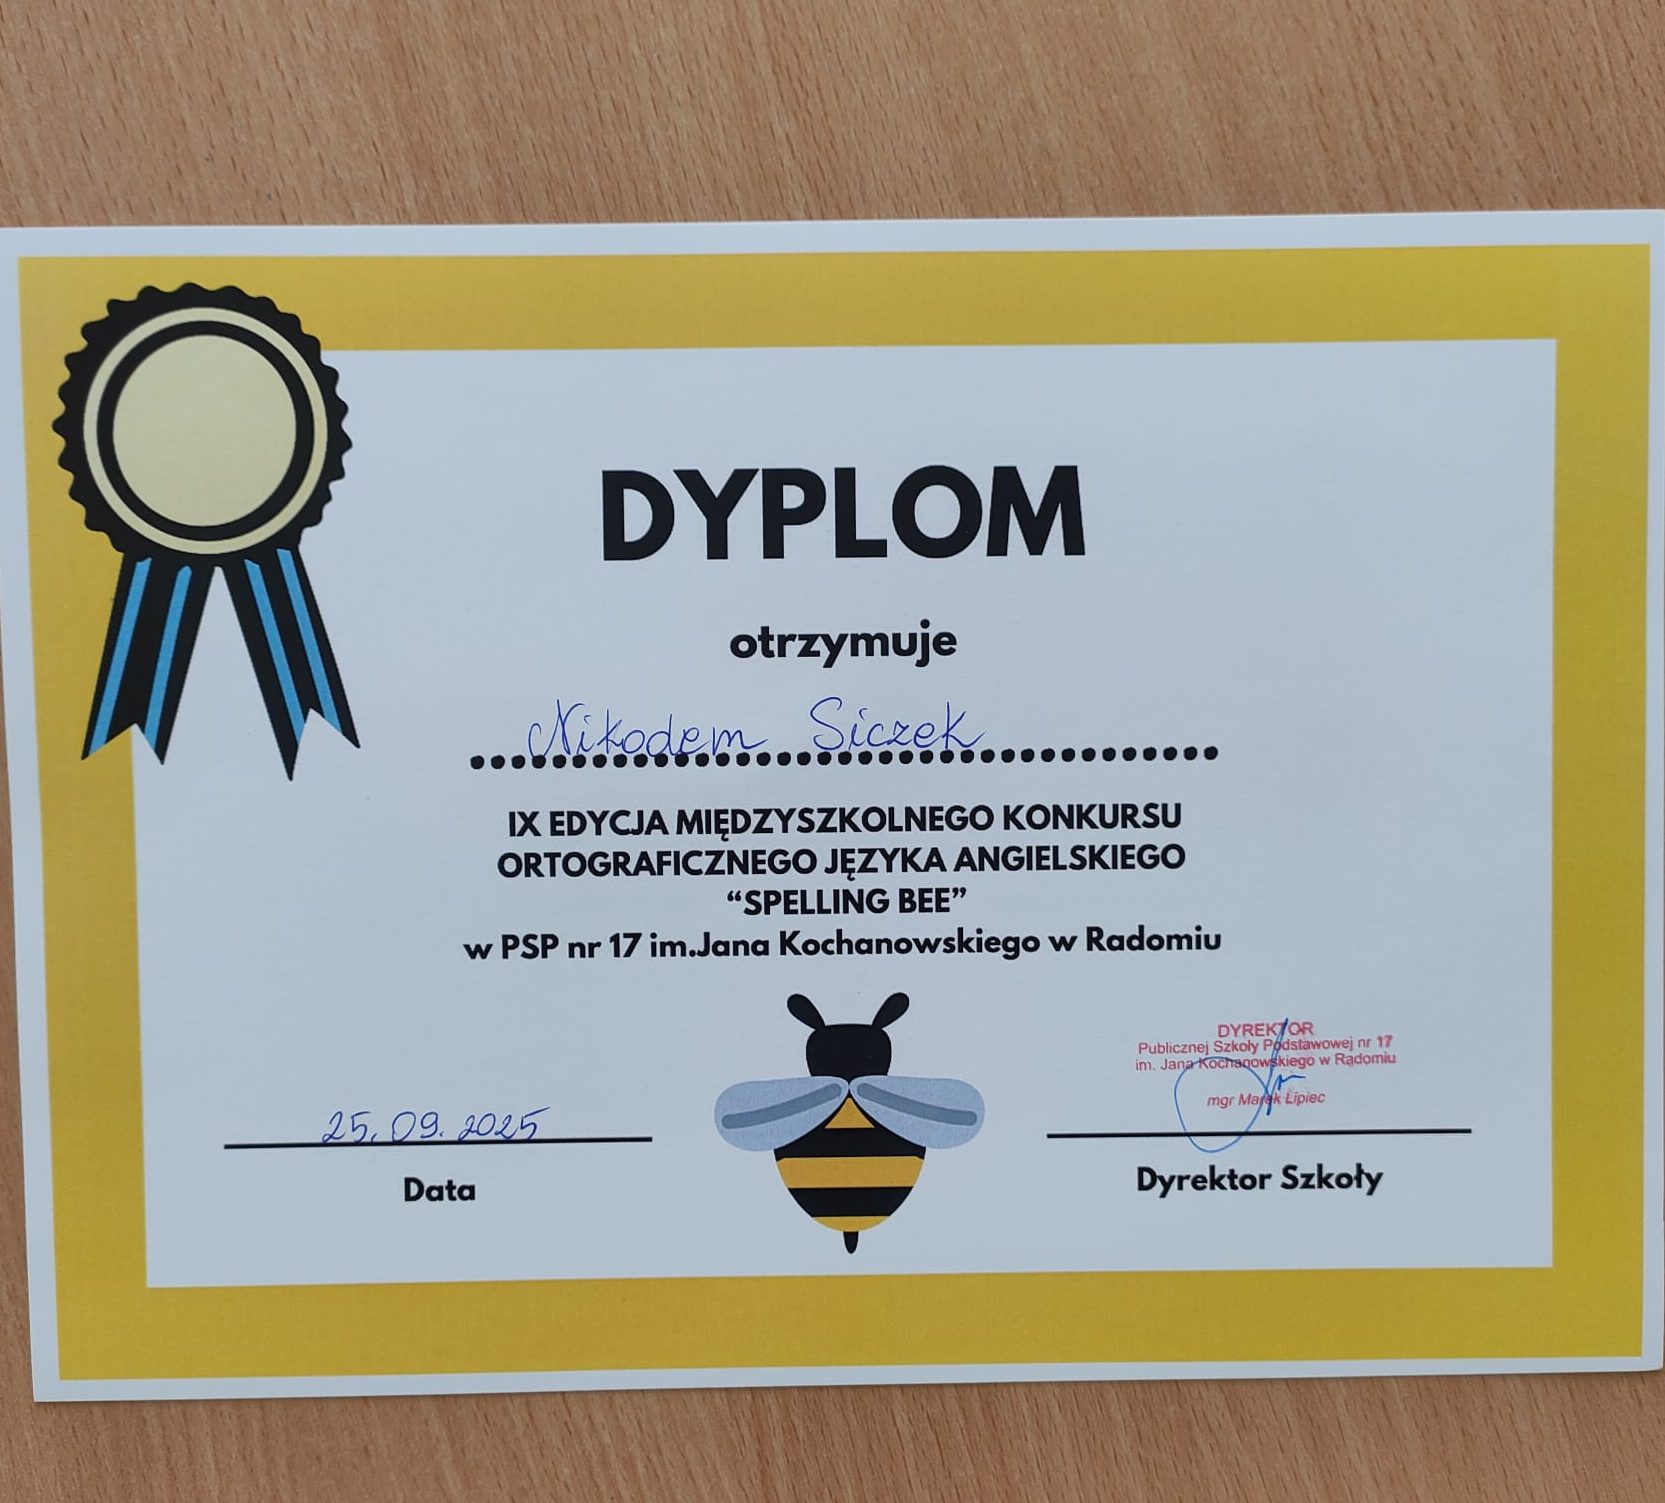 DYPLOM
otrzymuje
Nikodem Siczek
IX EDYCJA MIĘDZYSZKOLNEGO KONKURSU
ORTOGRAFICZNEGO JĘZYKA ANGIELSKIEGO
“SPELLING BEE”
w PSP nr 17 im.Jana Kochanowskiego w Radomiu
DYREKTOR
Publicznej Szkoły Podstawowej nr 17
im. Jana Kochanowskiego w Radomiu
mgr Marek Lipiec
25.09.2025
Data
Dyrektor Szkoły